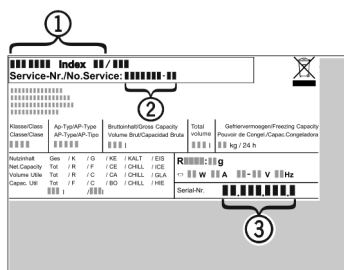 1
Index /
Service-Nr./No.Service: -
2
Klasse/Class
Classe/Clase
Ap-Typ/AP-Type
AP-Type/AP-Tipo
Bruttoinhalt/Gross Capacity
Volume Brut/Capacidad Bruta
l
Total
volume
l
Gefriervermoegen/Freezing Capacity
Pouvoir de Congel./Capac.Congeladora
kg / 24 h
Nutzinhalt Ges / K / G / KE / KALT / EIS
Net.Capacity Tot / R / F / CE / CHILL / ICE
Volume Utile Tot / R / C / CA / CHILL / GLA
Capac. Util Tot / F / C / BO / CHILL / HIE
l / l
R : g
W A - V Hz
Serial-Nr. . . .
3